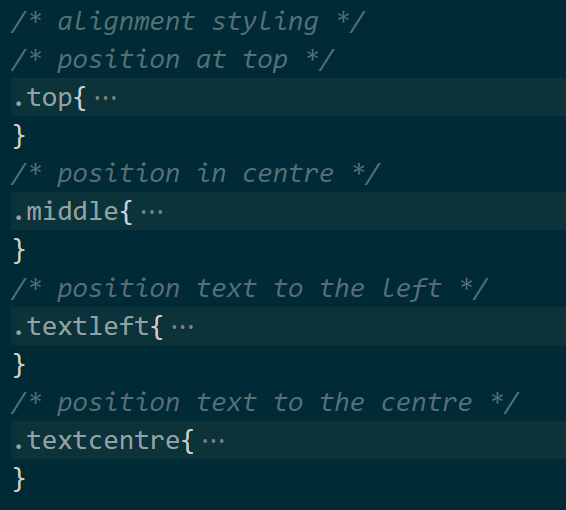 /* alignment styling */
/* position at top */
.top{ ···
}
/* position in centre */
.middle{ ···
}
/* position text to the left */
.textleft{ ···
}
/* position text to the centre */
.textcentre{ ···
}